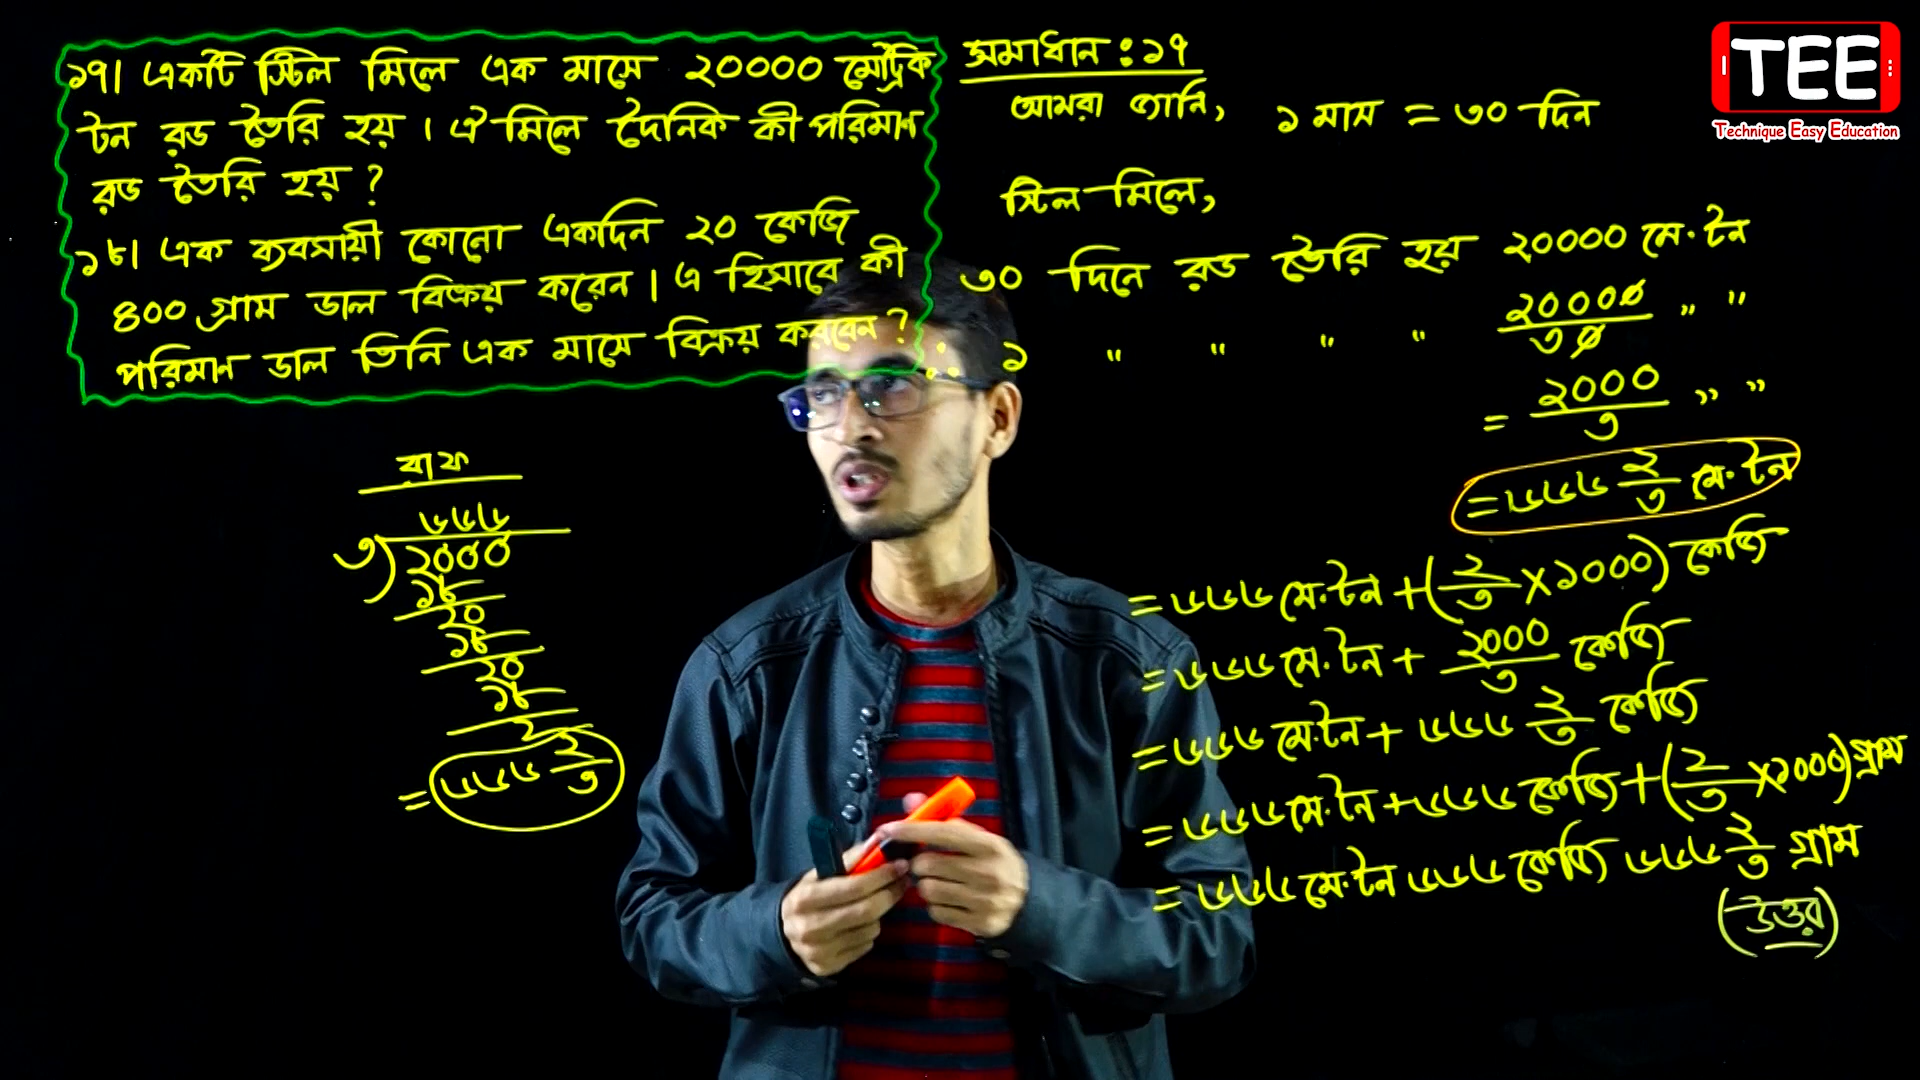 ১৭। একটি স্টিল মিলে এক মাসে ২০০০০ মেট্রিক
টন রড তৈরি হয়। ঐ মিলে দৈনিক কী পরিমাণ
রড তৈরি হয়?
১৮। এক ব্যবসায়ী কোনো একদিন ২০ কেজি
৪০০ গ্রাম ডাল বিক্রয় করেন। এ হিসাবে কী
পরিমাণ ডাল তিনি এক মাসে বিক্রয় করবেন?
রাফ
৬৬৬
৩)২০০০
১৮
২০
১৮
২০
১৮
২
= ৬৬৬ ২/৩
সমাধান : ১৭
আমরা জানি, ১ মাস = ৩০ দিন
স্টিল মিলে,
৩০ দিনে রড তৈরি হয় ২০০০০ মে. টন
∴ ১ " " " " ২০০০০/৩০ " "
= ২০০০/৩ " "
= ৬৬৬ ২/৩ মে. টন
= ৬৬৬ মে. টন + (২/৩ × ১০০০) কেজি
= ৬৬৬ মে. টন + ২০০০/৩ কেজি
= ৬৬৬ মে. টন + ৬৬৬ ২/৩ কেজি
= ৬৬৬ মে. টন + ৬৬৬ কেজি + (২/৩ × ১০০০) গ্রাম
= ৬৬৬ মে. টন ৬৬৬ কেজি ৬৬৬ ২/৩ গ্রাম
(উত্তর)
TEE
Technique Easy Education